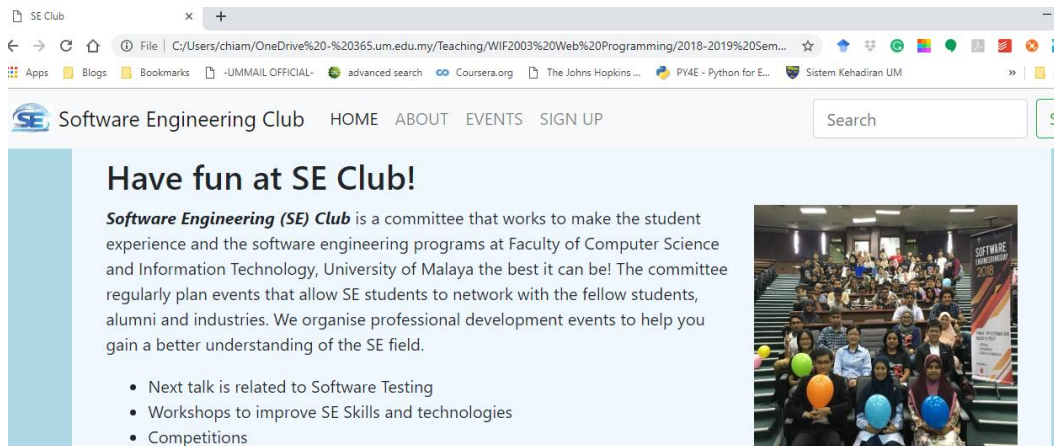 SE Club
File | C:/Users/chiam/OneDrive%20-%20365.um.edu.my/Teaching/WIF2003%20Web%20Programming/2018-2019%20Sem...
Apps Blogs Bookmarks -UMMAIL OFFICIAL- advanced search Coursera.org The Johns Hopkins ... PY4E - Python for E... Sistem Kehadiran UM »
SE Software Engineering Club HOME ABOUT EVENTS SIGN UP Search S
Have fun at SE Club!
Software Engineering (SE) Club is a committee that works to make the student
experience and the software engineering programs at Faculty of Computer Science
and Information Technology, University of Malaya the best it can be! The committee
regularly plan events that allow SE students to network with the fellow students,
alumni and industries. We organise professional development events to help you
gain a better understanding of the SE field.
• Next talk is related to Software Testing
• Workshops to improve SE Skills and technologies
• Competitions
SOFTWARE
ENGINEERING DAY
2018